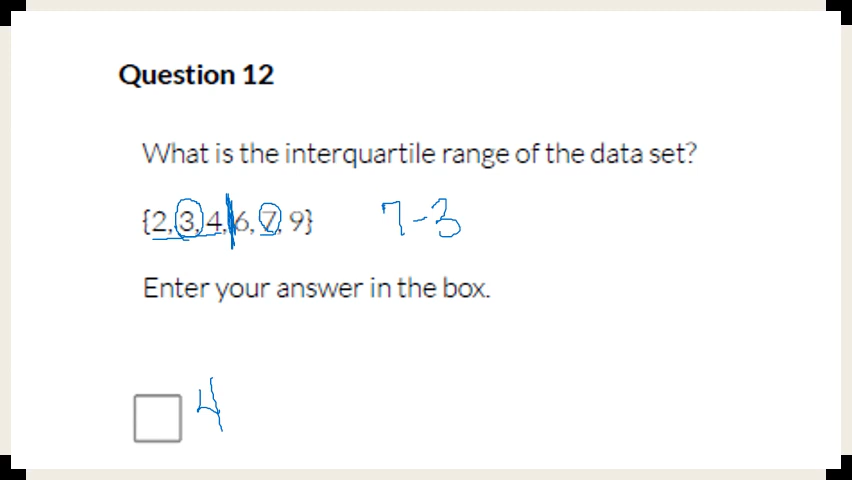 Question 12
What is the interquartile range of the data set?
{2, 3, 4, 6, 7, 9} 7-3
Enter your answer in the box.
4